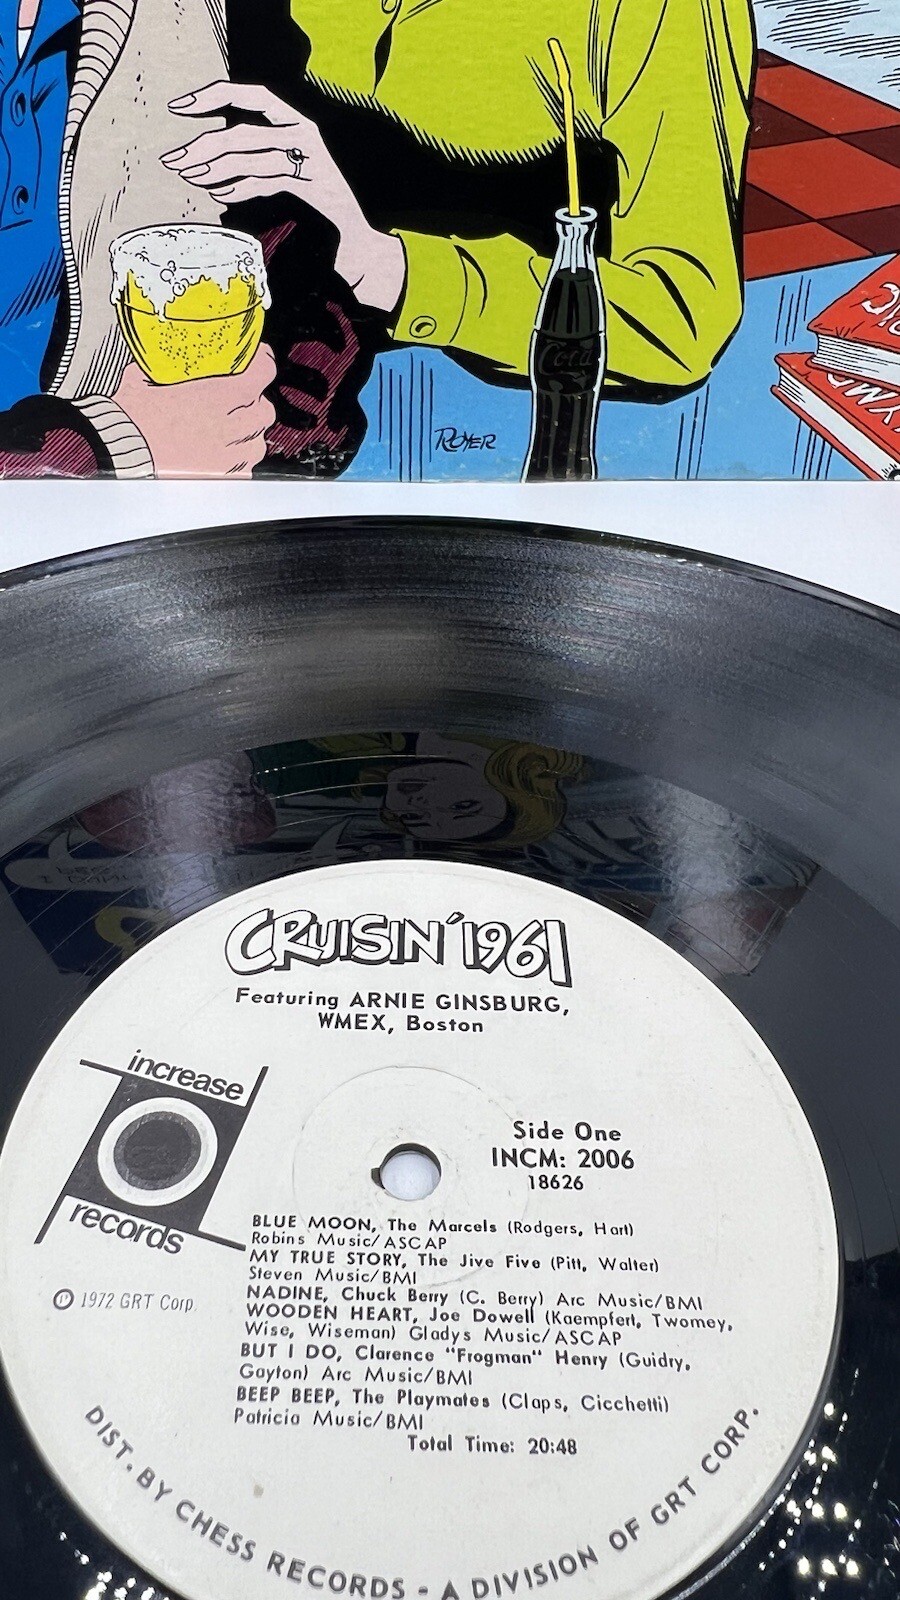 Coca
ROYER
CRUISIN' 1961
Featuring ARNIE GINSBURG,
WMEX, Boston
increase
records
Side One
INCM: 2006
18626
BLUE MOON, The Marcels (Rodgers, Hart)
Robins Music/ASCAP
MY TRUE STORY, The Jive Five (Pitt, Walter)
Steven Music/BMI
NADINE, Chuck Berry (C. Berry) Arc Music/BMI
WOODEN HEART, Joe Dowell (Kaempfert, Twomey,
Wise, Wiseman) Gladys Music/ASCAP
BUT I DO, Clarence "Frogman" Henry (Guidry,
Gayton) Arc Music/BMI
BEEP BEEP, The Playmates (Claps, Cicchetti)
Patricia Music/BMI
Total Time: 20:48
℗ 1972 GRT Corp.
DIST. BY CHESS RECORDS - A DIVISION OF GRT CORP.